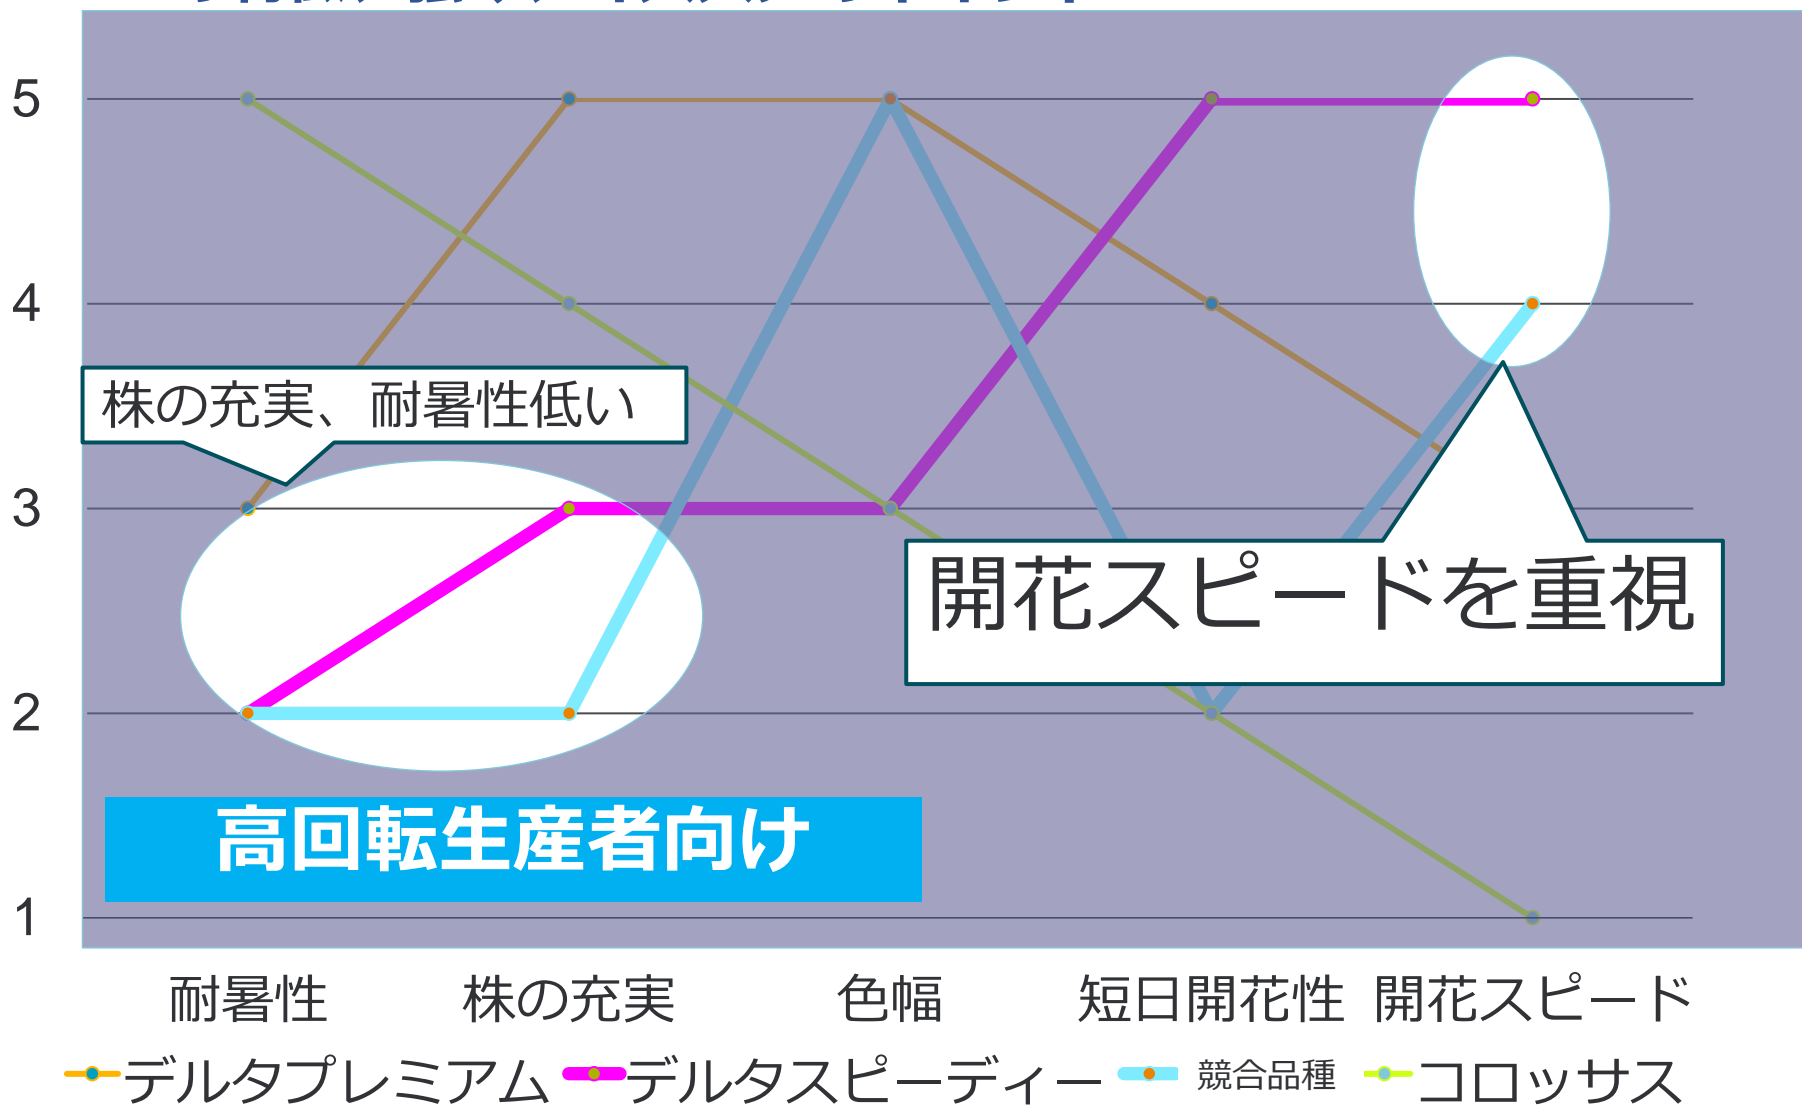 5
4
株の充実、耐暑性低い
3
開花スピードを重視
2
高回転生産者向け
1
耐暑性 株の充実 色幅 短日開花性 開花スピード
デルタプレミアム デルタスピーディー 競合品種 コロッサス